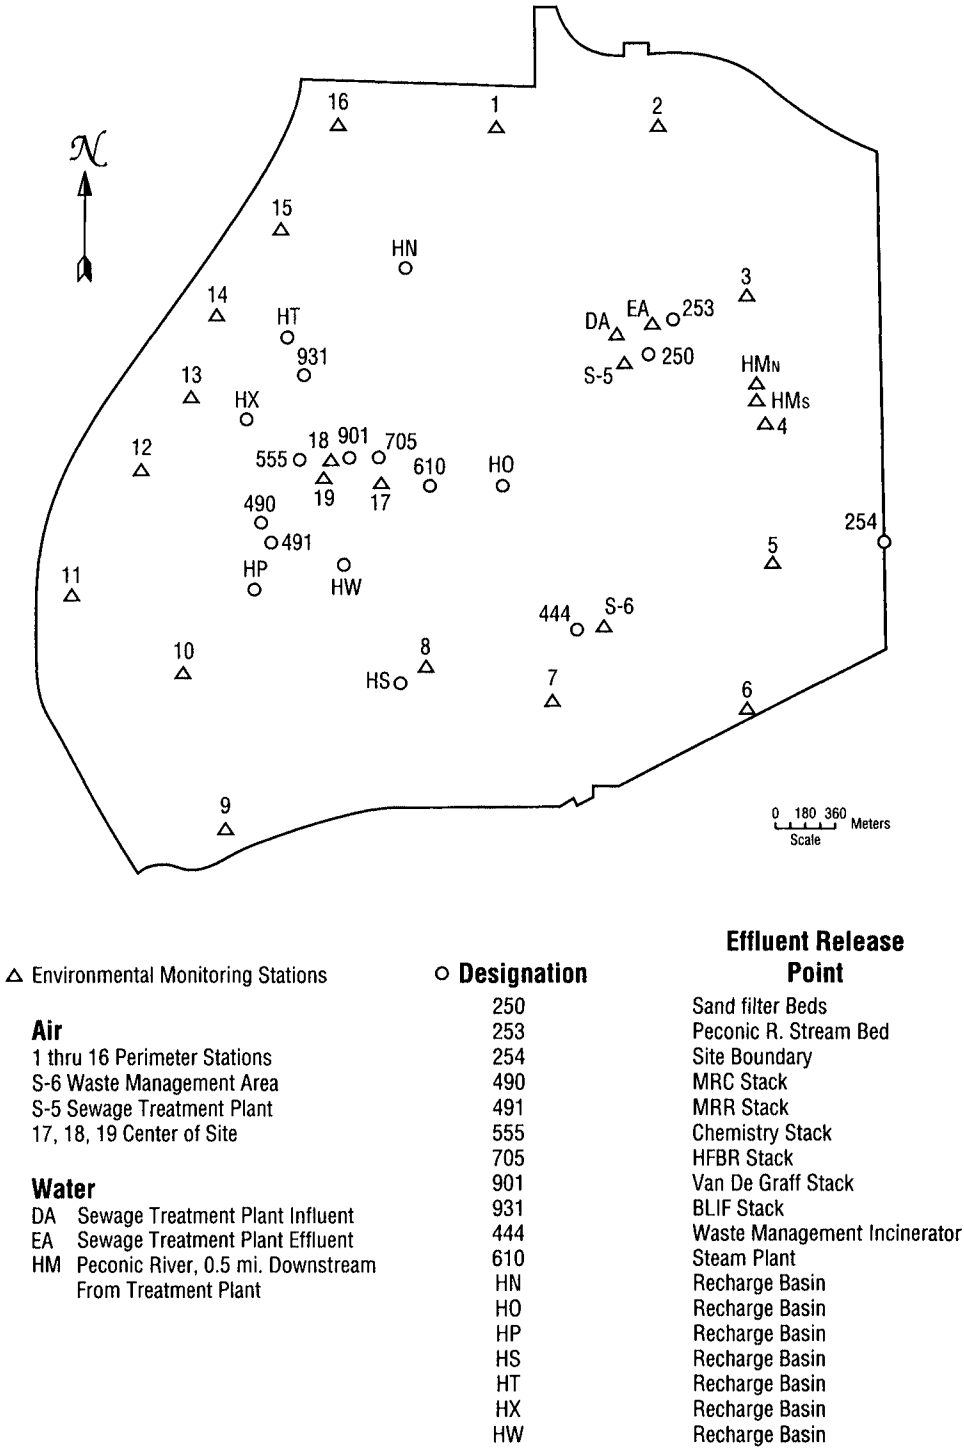 N
16
1
2
15
HN
14
HT
3
EA
253
DA
931
250
S-5
HMN
HMS
4
13
HX
12
18
901
705
555
610
HO
19
17
490
491
254
5
HP
HW
11
444
S-6
10
8
HS
7
6
9
0 180 360 Meters
Scale
Environmental Monitoring Stations
Air
1 thru 16 Perimeter Stations
S-6 Waste Management Area
S-5 Sewage Treatment Plant
17, 18, 19 Center of Site
Water
DA Sewage Treatment Plant Influent
EA Sewage Treatment Plant Effluent
HM Peconic River, 0.5 mi. Downstream
From Treatment Plant
Effluent Release
Designation Point
250 Sand filter Beds
253 Peconic R. Stream Bed
254 Site Boundary
490 MRC Stack
491 MRR Stack
555 Chemistry Stack
705 HFBR Stack
901 Van De Graff Stack
931 BLIF Stack
444 Waste Management Incinerator
610 Steam Plant
HN Recharge Basin
HO Recharge Basin
HP Recharge Basin
HS Recharge Basin
HT Recharge Basin
HX Recharge Basin
HW Recharge Basin